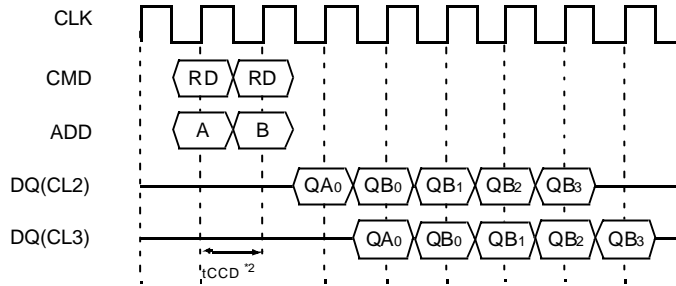 CLK
CMD RD RD
ADD A B
DQ(CL2) QA0 QB0 QB1 QB2 QB3
DQ(CL3) QA0 QB0 QB1 QB2 QB3
tCCD *2